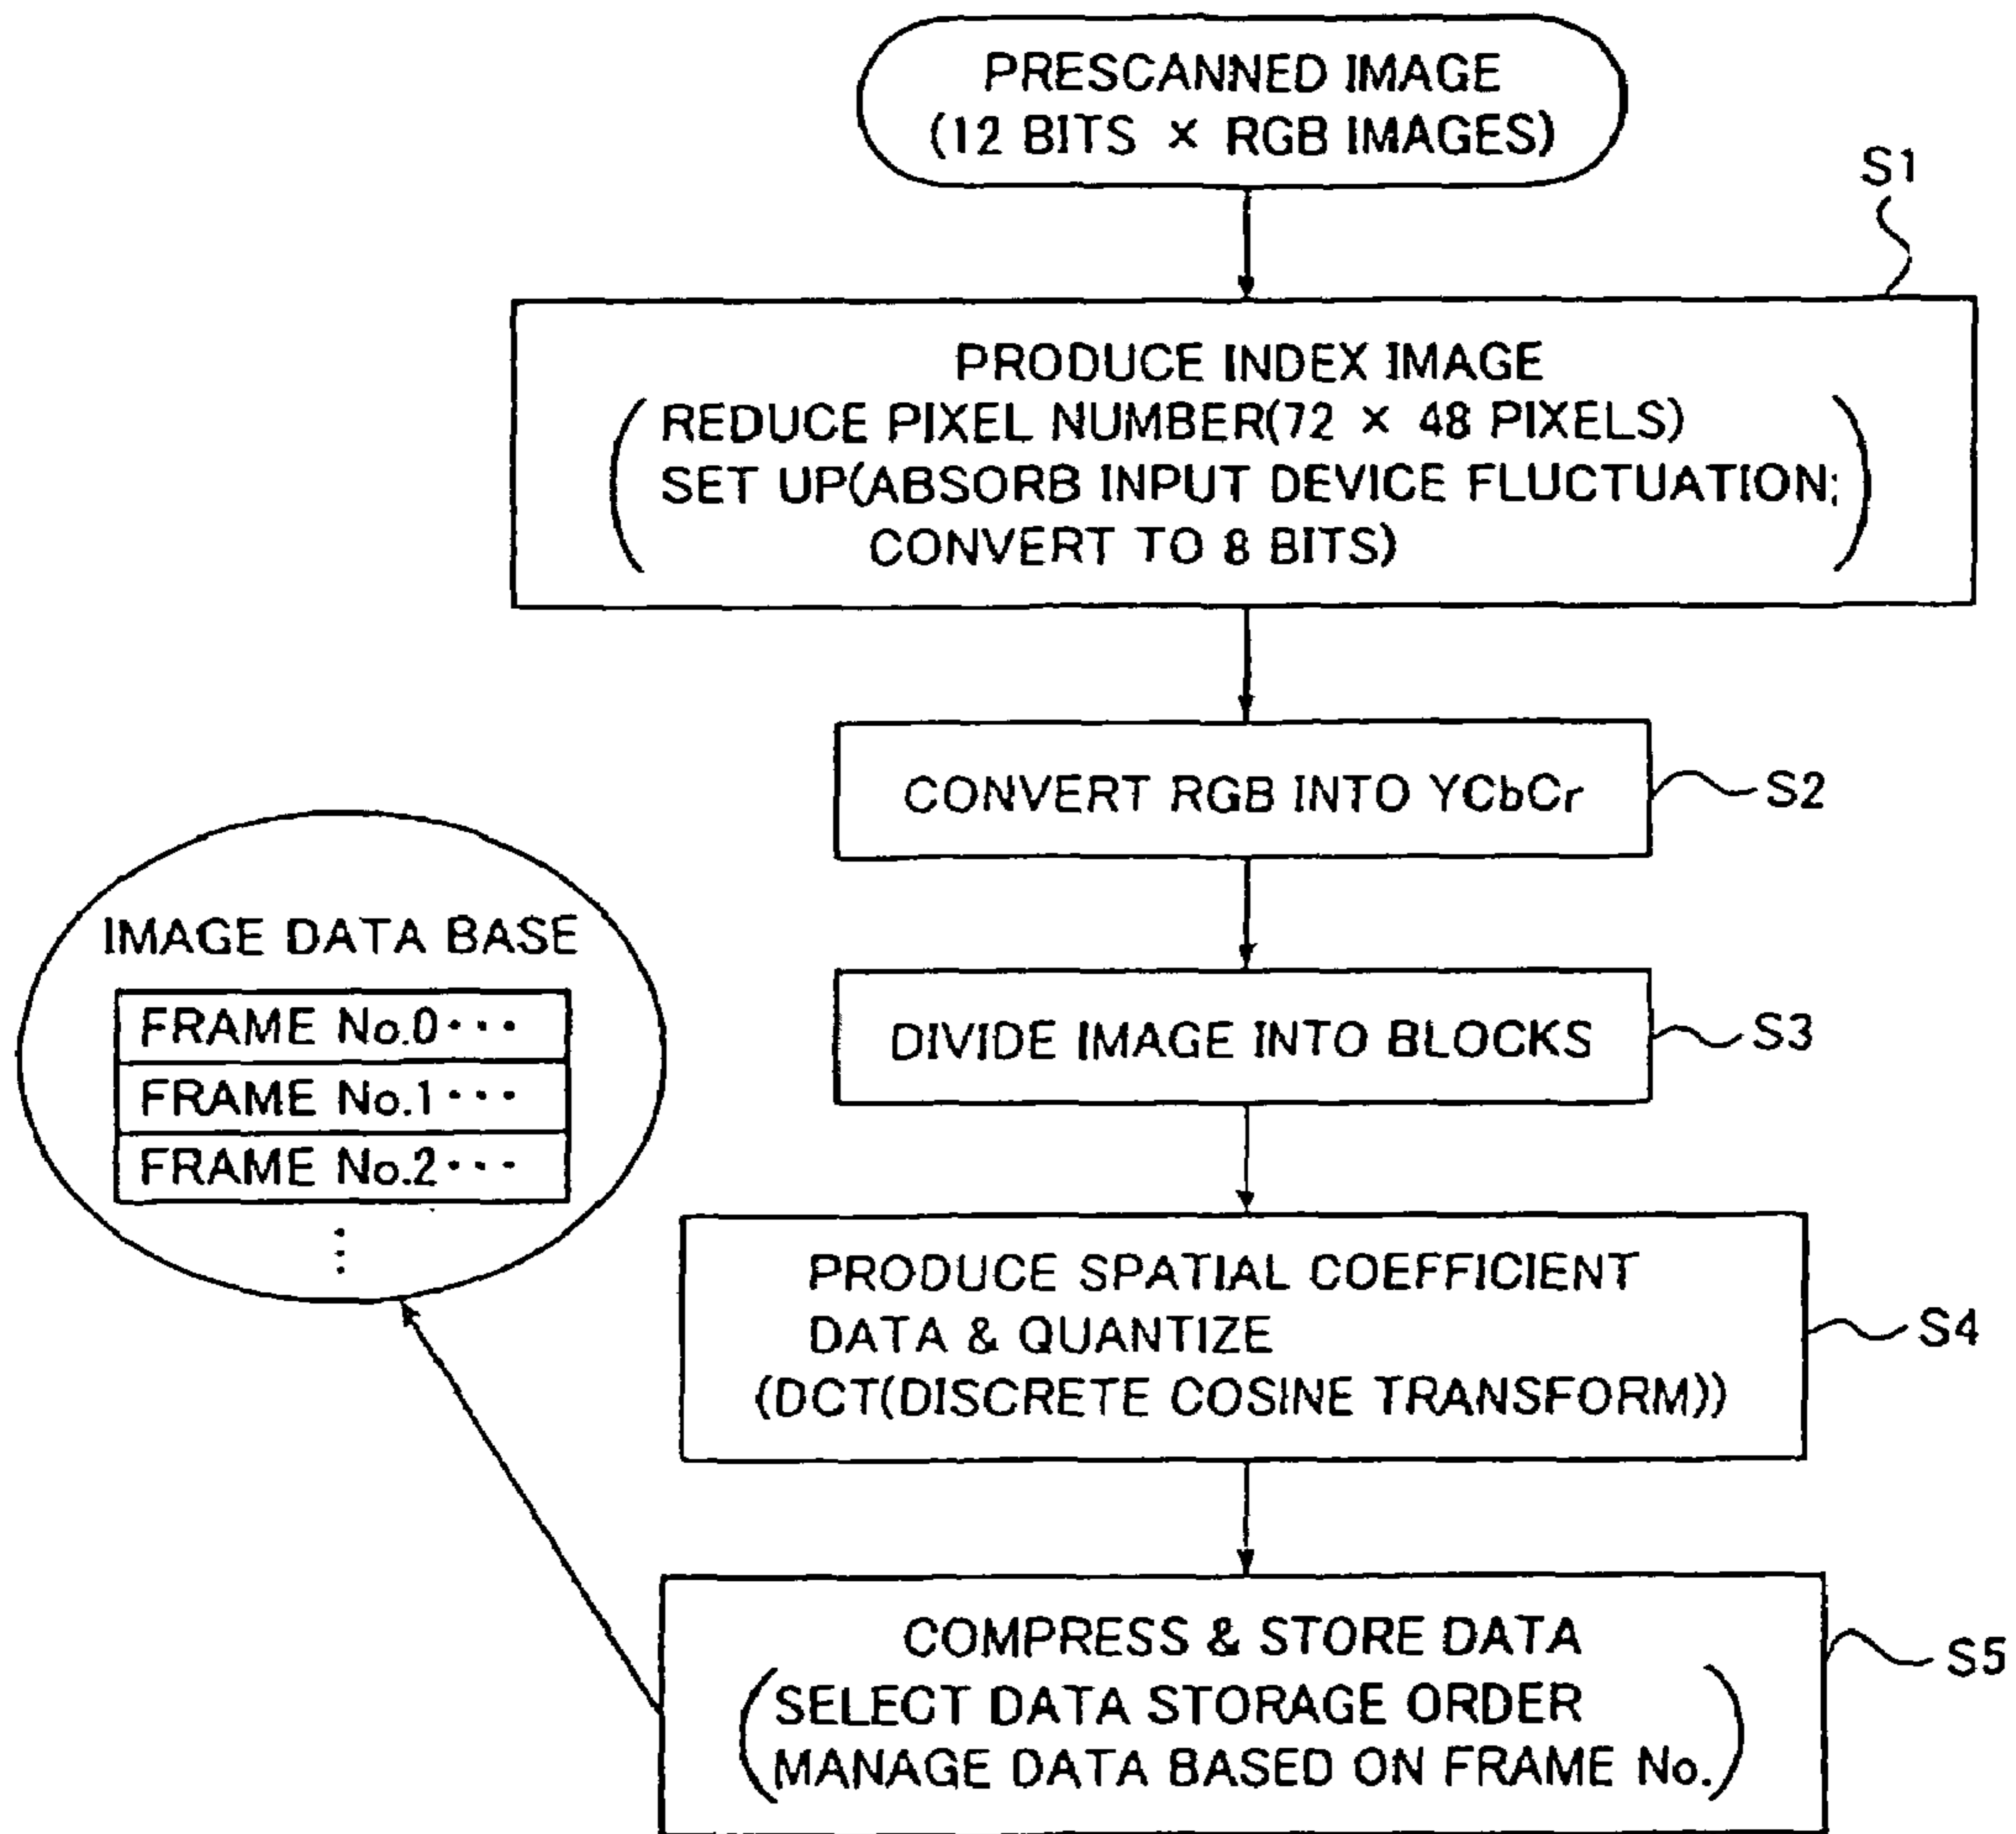 PRESCANNED IMAGE
(12 BITS × RGB IMAGES)
S1
PRODUCE INDEX IMAGE
REDUCE PIXEL NUMBER(72 × 48 PIXELS)
SET UP(ABSORB INPUT DEVICE FLUCTUATION;
CONVERT TO 8 BITS)
CONVERT RGB INTO YCbCr
S2
DIVIDE IMAGE INTO BLOCKS
S3
PRODUCE SPATIAL COEFFICIENT
DATA & QUANTIZE
(DCT(DISCRETE COSINE TRANSFORM))
S4
COMPRESS & STORE DATA
SELECT DATA STORAGE ORDER
MANAGE DATA BASED ON FRAME No.
S5
IMAGE DATA BASE
FRAME No.0···
FRAME No.1···
FRAME No.2···
⋮